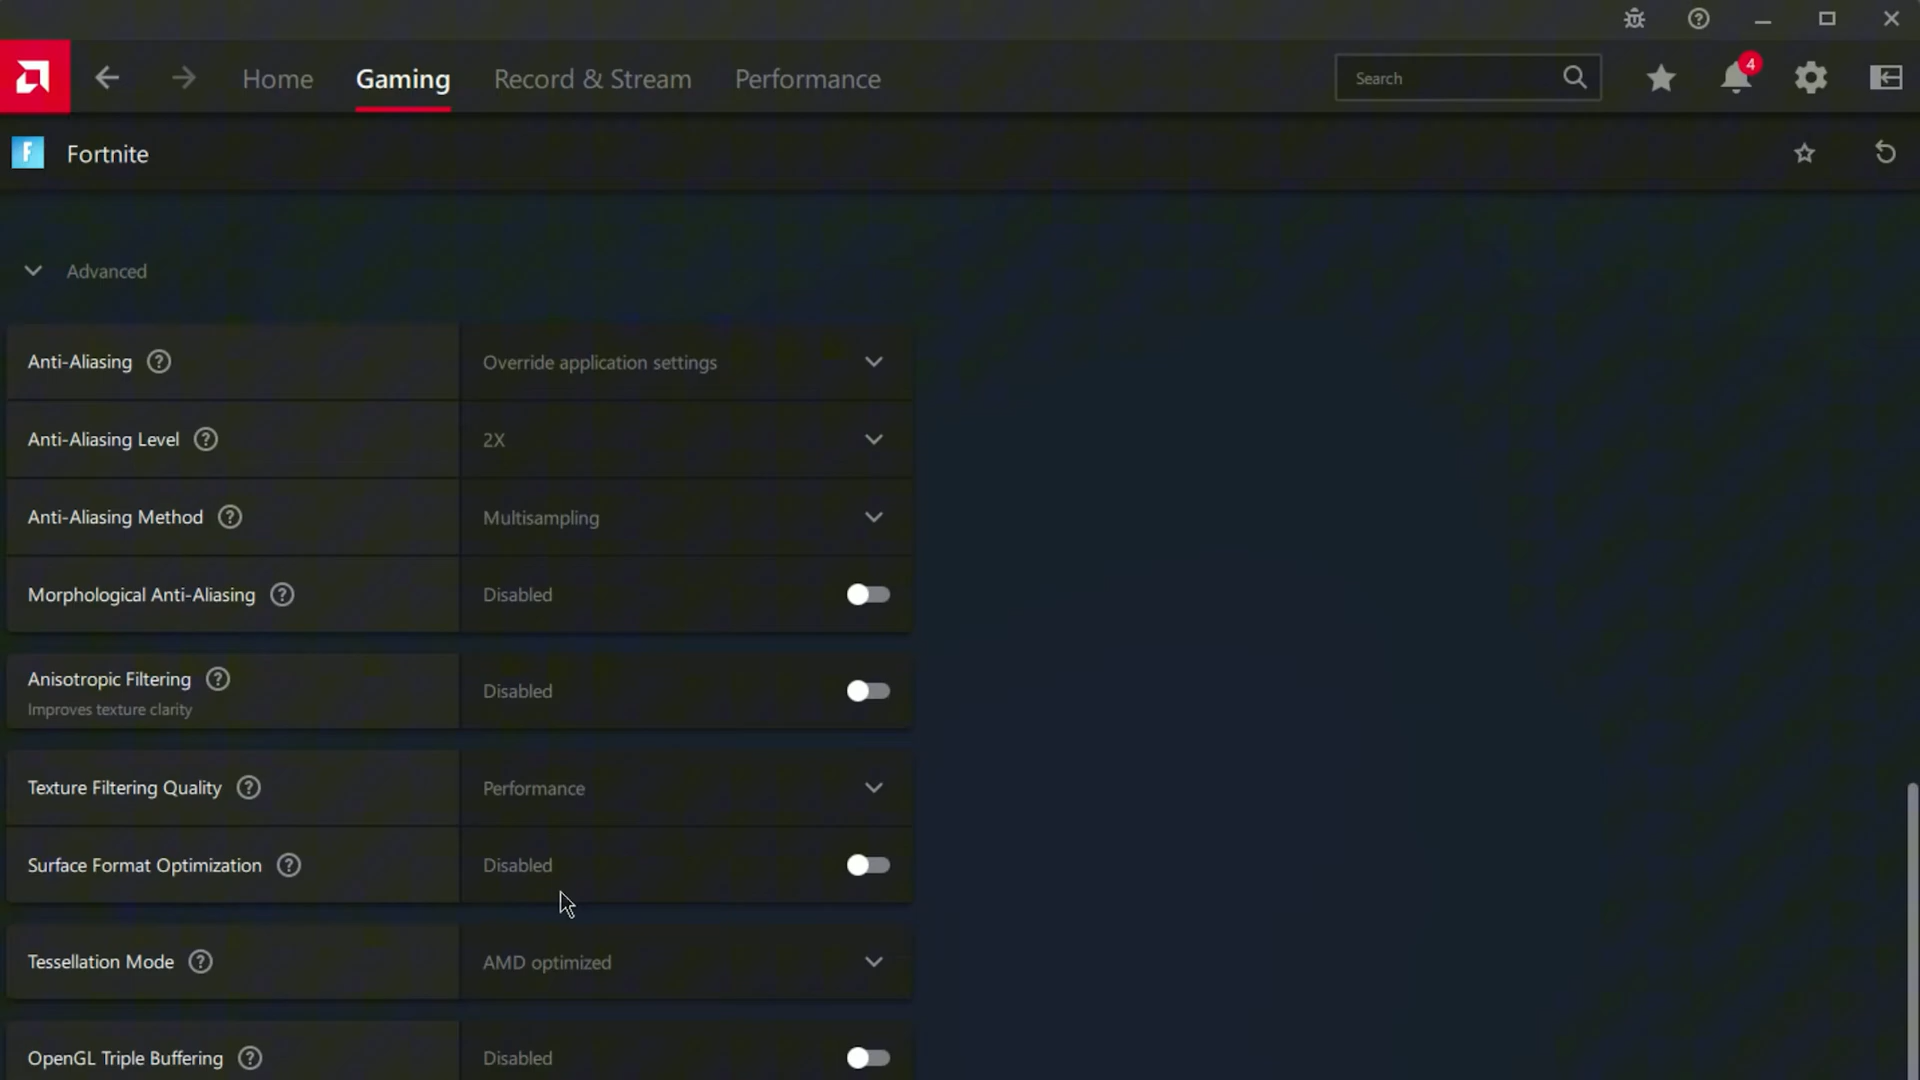 Home
Gaming
Record & Stream
Performance
Search
4
F
Fortnite
Advanced
Anti-Aliasing ?
Override application settings
Anti-Aliasing Level ?
2X
Anti-Aliasing Method ?
Multisampling
Morphological Anti-Aliasing ?
Disabled
Anisotropic Filtering ?
Improves texture clarity
Disabled
Texture Filtering Quality ?
Performance
Surface Format Optimization ?
Disabled
Tessellation Mode ?
AMD optimized
OpenGL Triple Buffering ?
Disabled